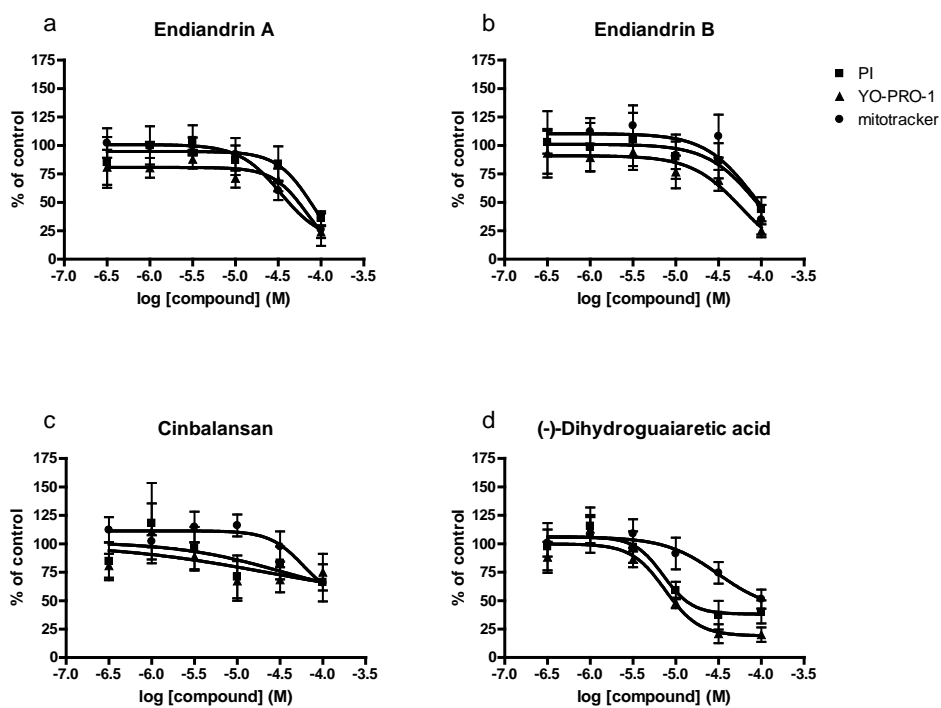 a
Endiandrin A
175
150
125
100
75
50
25
0
% of control
-7.0 -6.5 -6.0 -5.5 -5.0 -4.5 -4.0 -3.5
log [compound] (M)
b
Endiandrin B
175
150
125
100
75
50
25
0
% of control
-7.0 -6.5 -6.0 -5.5 -5.0 -4.5 -4.0 -3.5
log [compound] (M)
PI
YO-PRO-1
mitotracker
c
Cinbalansan
175
150
125
100
75
50
25
0
% of control
-7.0 -6.5 -6.0 -5.5 -5.0 -4.5 -4.0 -3.5
log [compound] (M)
d
(-)-Dihydroguaiaretic acid
175
150
125
100
75
50
25
0
% of control
-7.0 -6.5 -6.0 -5.5 -5.0 -4.5 -4.0 -3.5
log [compound] (M)